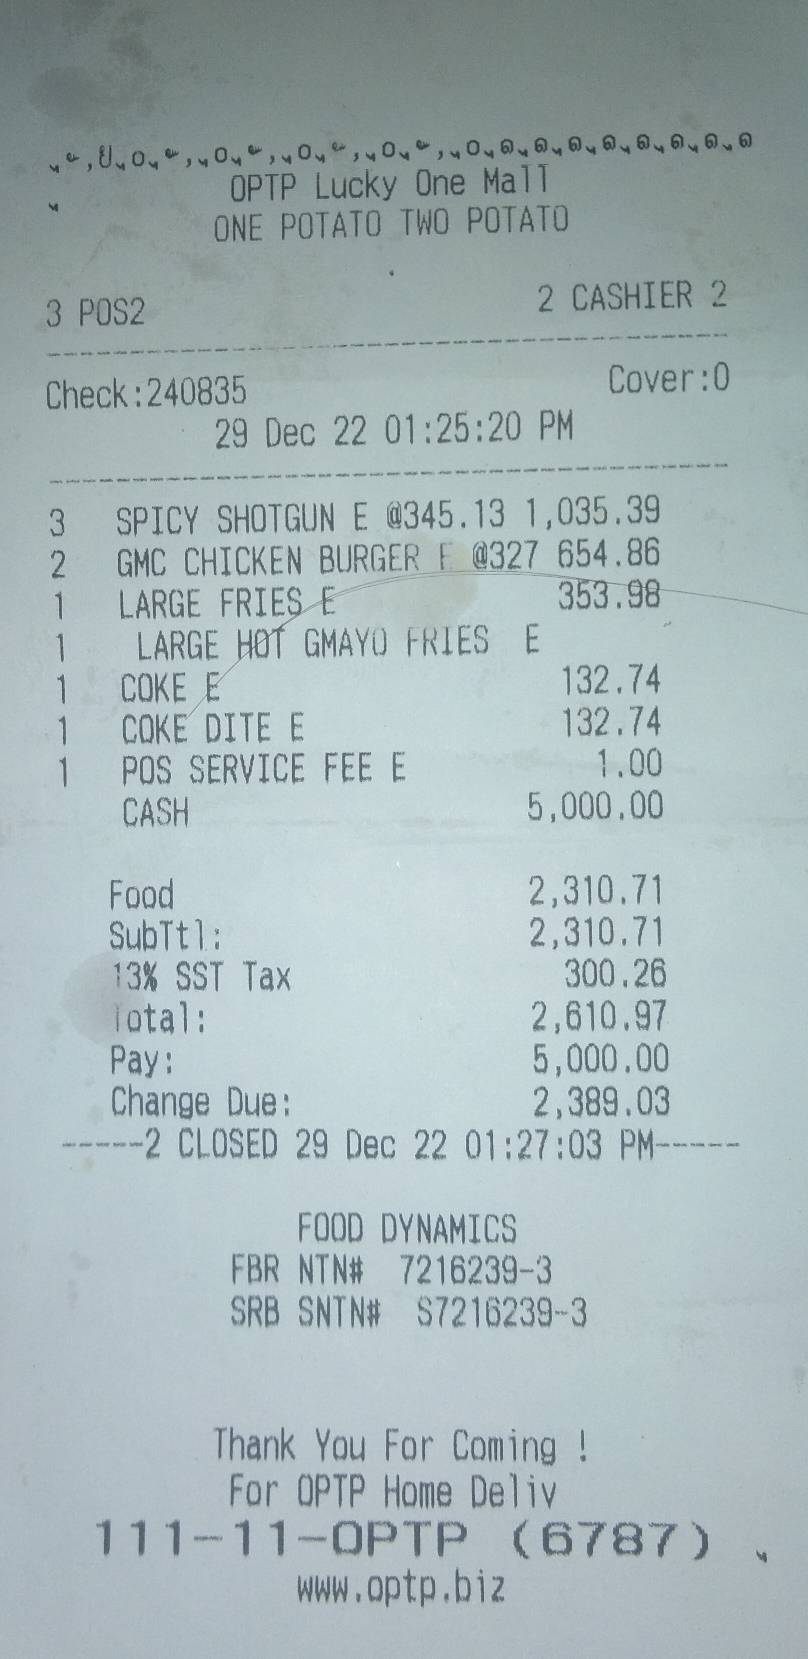 OPTP Lucky One Mall
ONE POTATO TWO POTATO
3 POS2 2 CASHIER 2
Check:240835 Cover:0
29 Dec 22 01:25:20 PM
3 SPICY SHOTGUN E @345.13 1,035.39
2 GMC CHICKEN BURGER E @327 654.86
1 LARGE FRIES E 353.98
1 LARGE HOT GMAYO FRIES E
1 COKE E 132.74
1 COKE DITE E 132.74
1 POS SERVICE FEE E 1.00
CASH 5,000.00
Food 2,310.71
SubTtl: 2,310.71
13% SST Tax 300.26
Total: 2,610.97
Pay: 5,000.00
Change Due: 2,389.03
-----2 CLOSED 29 Dec 22 01:27:03 PM-----
FOOD DYNAMICS
FBR NTN# 7216239-3
SRB SNTN# S7216239-3
Thank You For Coming !
For OPTP Home Deliv
111-11-OPTP (6787)
www.optp.biz